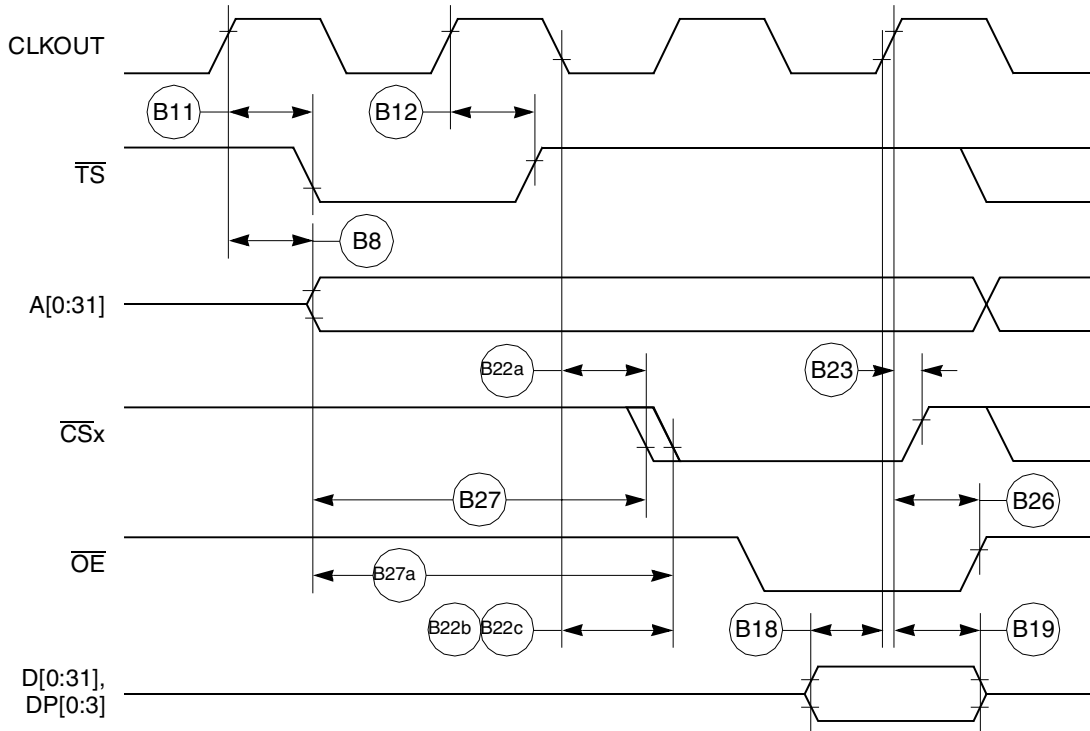 CLKOUT
B11
B12
TS
B8
A[0:31]
B22a
B23
CSx
B27
B26
OE
B27a
B22b B22c
B18
B19
D[0:31],
DP[0:3]